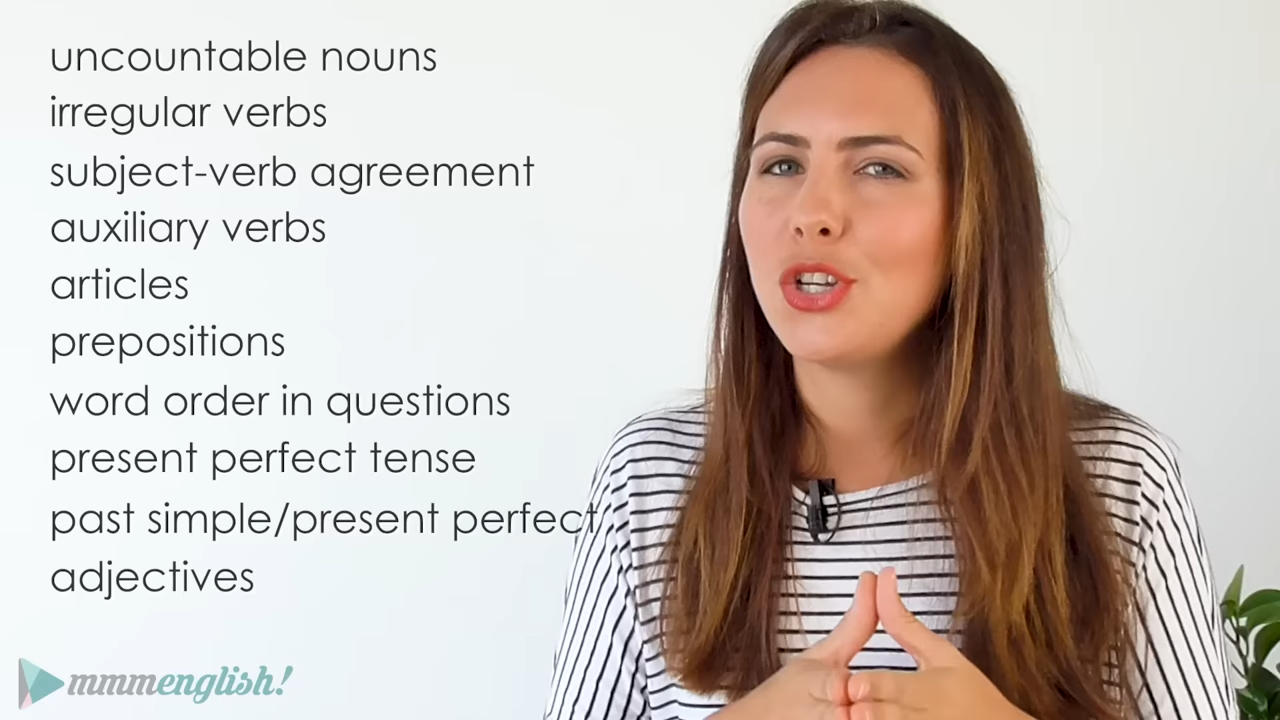 uncountable nouns
irregular verbs
subject-verb agreement
auxiliary verbs
articles
prepositions
word order in questions
present perfect tense
past simple/present perfect
adjectives
mmmenglish!